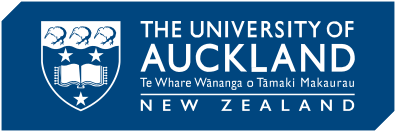 THE UNIVERSITY OF
AUCKLAND
Te Whare Wānanga o Tāmaki Makaurau
NEW ZEALAND